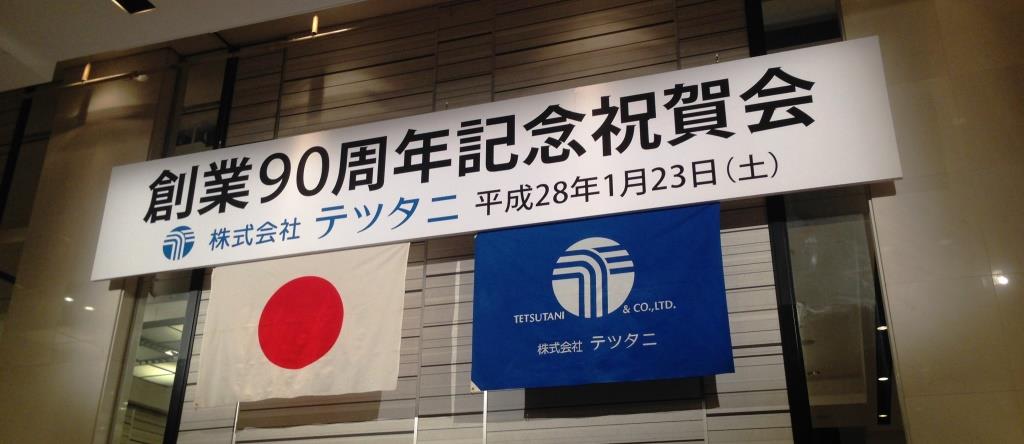 創業90周年記念祝賀会
株式会社 テツタニ 平成28年1月23日（土）
TETSUTANI & CO.,LTD.
株式会社 テツタニ